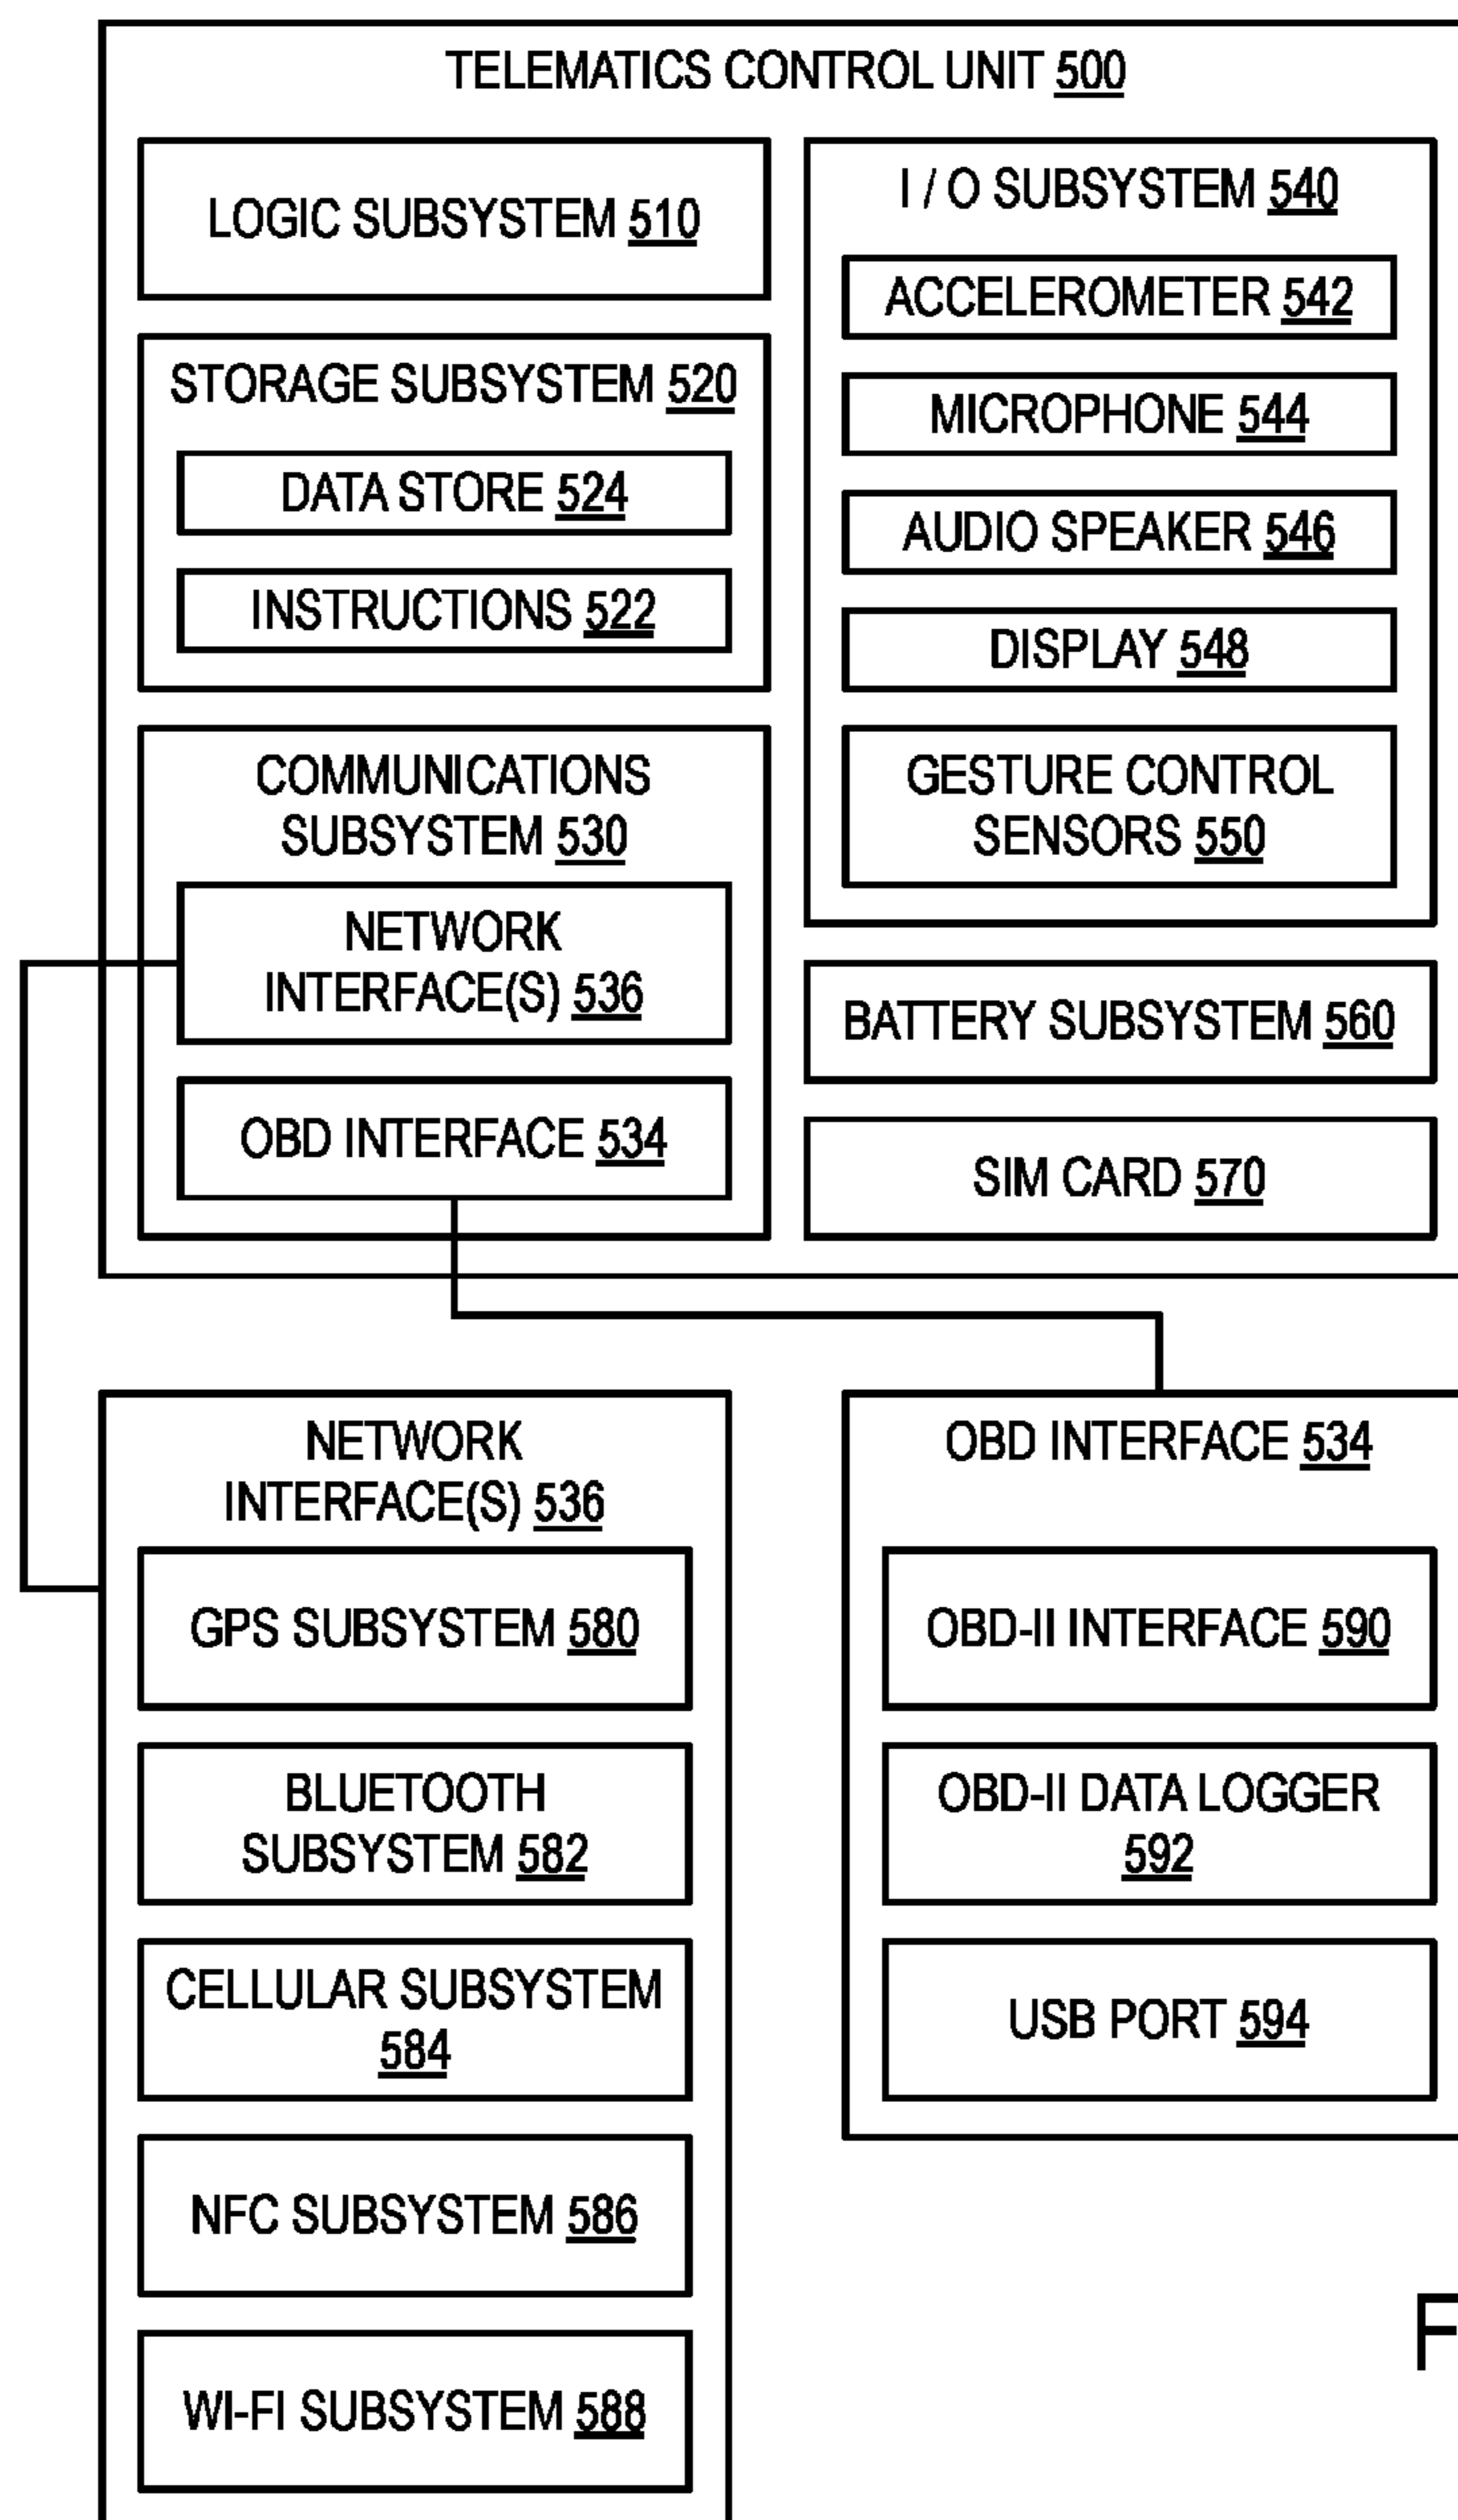 TELEMATICS CONTROL UNIT 500
LOGIC SUBSYSTEM 510
STORAGE SUBSYSTEM 520
DATA STORE 524
INSTRUCTIONS 522
COMMUNICATIONS
SUBSYSTEM 530
NETWORK
INTERFACE(S) 536
OBD INTERFACE 534
I / O SUBSYSTEM 540
ACCELEROMETER 542
MICROPHONE 544
AUDIO SPEAKER 546
DISPLAY 548
GESTURE CONTROL
SENSORS 550
BATTERY SUBSYSTEM 560
SIM CARD 570
NETWORK
INTERFACE(S) 536
GPS SUBSYSTEM 580
BLUETOOTH
SUBSYSTEM 582
CELLULAR SUBSYSTEM
584
NFC SUBSYSTEM 586
WI-FI SUBSYSTEM 588
OBD INTERFACE 534
OBD-II INTERFACE 590
OBD-II DATA LOGGER
592
USB PORT 594